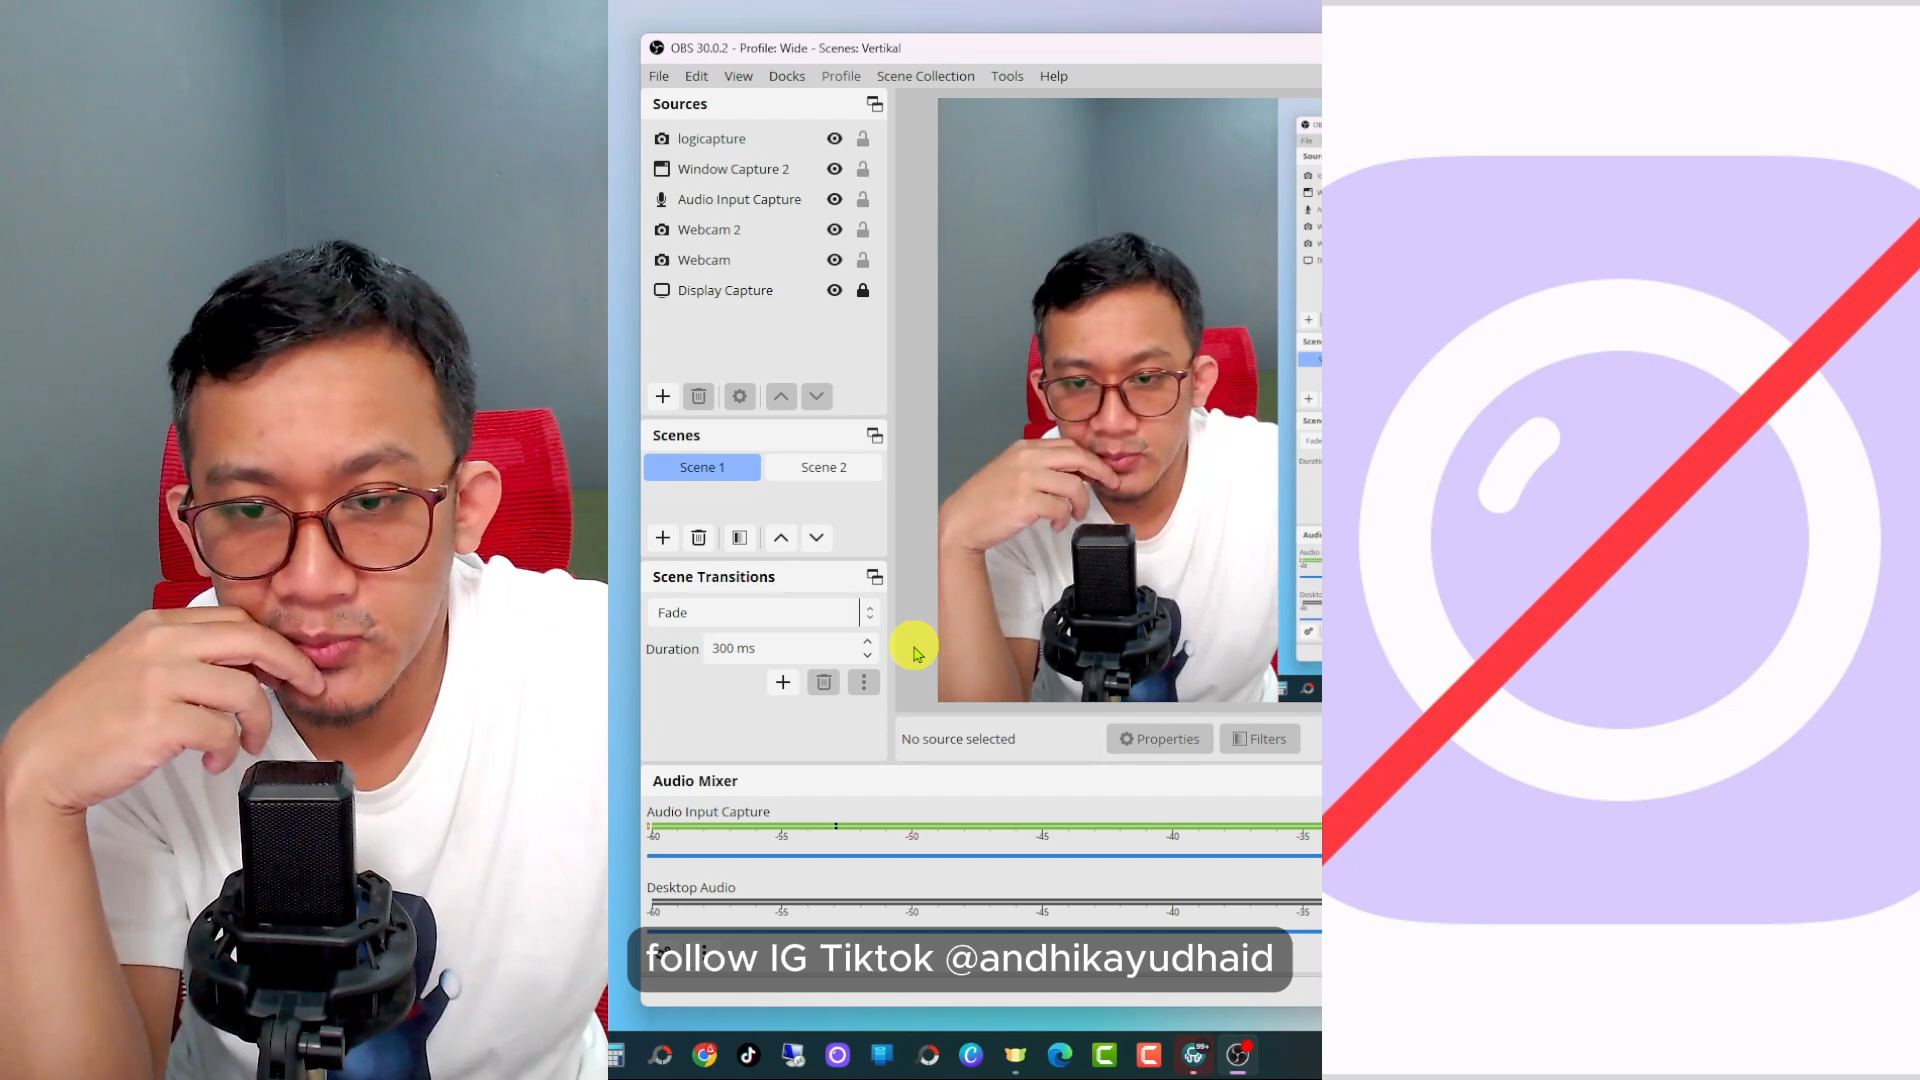 OBS 30.0.2 - Profile: Wide - Scenes: Vertikal
File Edit View Docks Profile Scene Collection Tools Help
Sources
logicapture
Window Capture 2
Audio Input Capture
Webcam 2
Webcam
Display Capture
Scenes
Scene 1 Scene 2
Scene Transitions
Fade
Duration 300 ms
No source selected Properties Filters
Audio Mixer
Audio Input Capture
-60 -55 -50 -45 -40 -35
Desktop Audio
-60 -55 -50 -45 -40 -35
follow IG Tiktok @andhikayudhaid
99+